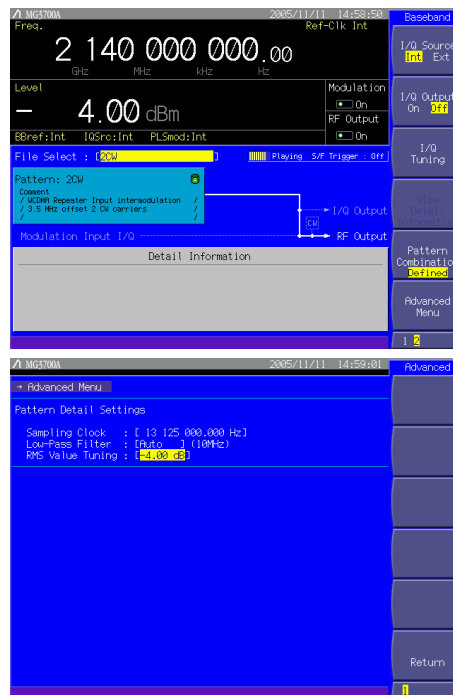 MG3700A 2005/11/11 14:58:50 Baseband
Freq. Ref-Clk Int
2 140 000 000.00
GHz MHz kHz Hz
I/Q Source
Int Ext
Level Modulation
- 4.00 dBm
On
RF Output
On
I/Q Output
On Off
BBref:Int IQSrc:Int PLSmod:Int
File Select : [2CW ] Playing S/F Trigger : Off
I/Q
Tuning
Pattern: 2CW
Comment
/ WCDMA Repeater Input intermodulation /
/ 3.5 MHz offset 2 CW carriers /
/ /
I/Q Output
CW
Modulation Input I/Q RF Output
View
Detail
Information
Detail Information
Pattern
Combinatio
Defined
Advanced
Menu
1 2
MG3700A 2005/11/11 14:59:01 Advanced
→ Advanced Menu
Pattern Detail Settings
Sampling Clock : [ 13 125 000.000 Hz]
Low-Pass Filter : [Auto ] (10MHz)
RMS Value Tuning : [-4.00 dB]
Return
1